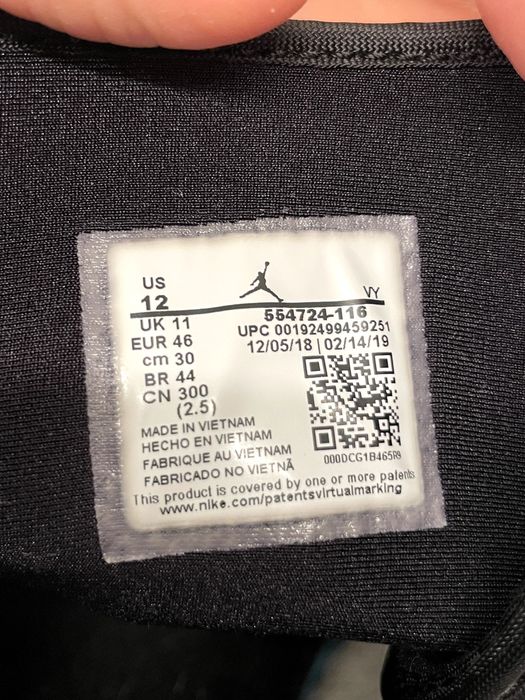 US
12
VY
554724-116
UK 11
UPC 00192499459251
EUR 46
12/05/18 | 02/14/19
cm 30
BR 44
CN 300
(2.5)
MADE IN VIETNAM
HECHO EN VIETNAM
FABRIQUE AU VIETNAM
FABRICADO NO VIETNÃ
000DCG1B465R9
This product is covered by one or more patents
www.nike.com/patentsvirtualmarking